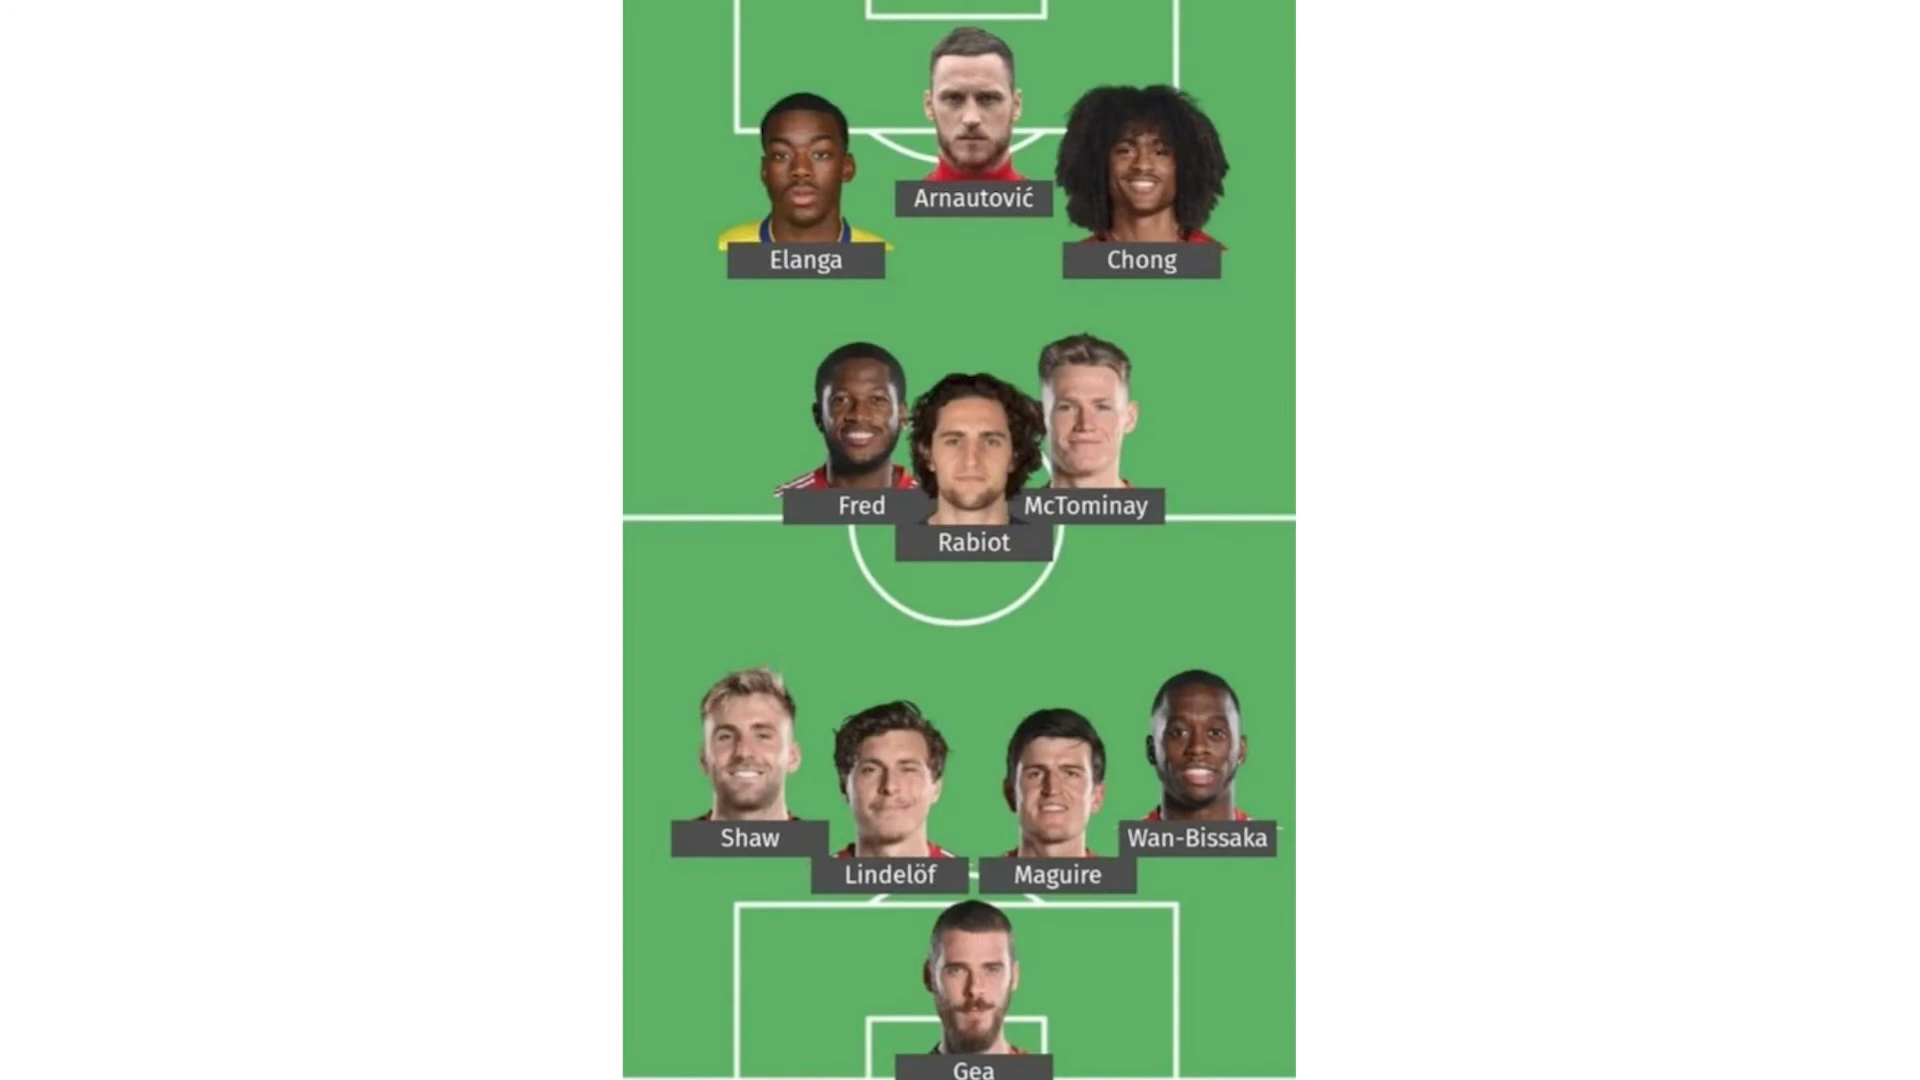 Arnautović
Elanga
Chong
Fred
McTominay
Rabiot
Shaw
Wan-Bissaka
Lindelöf
Maguire
Gea